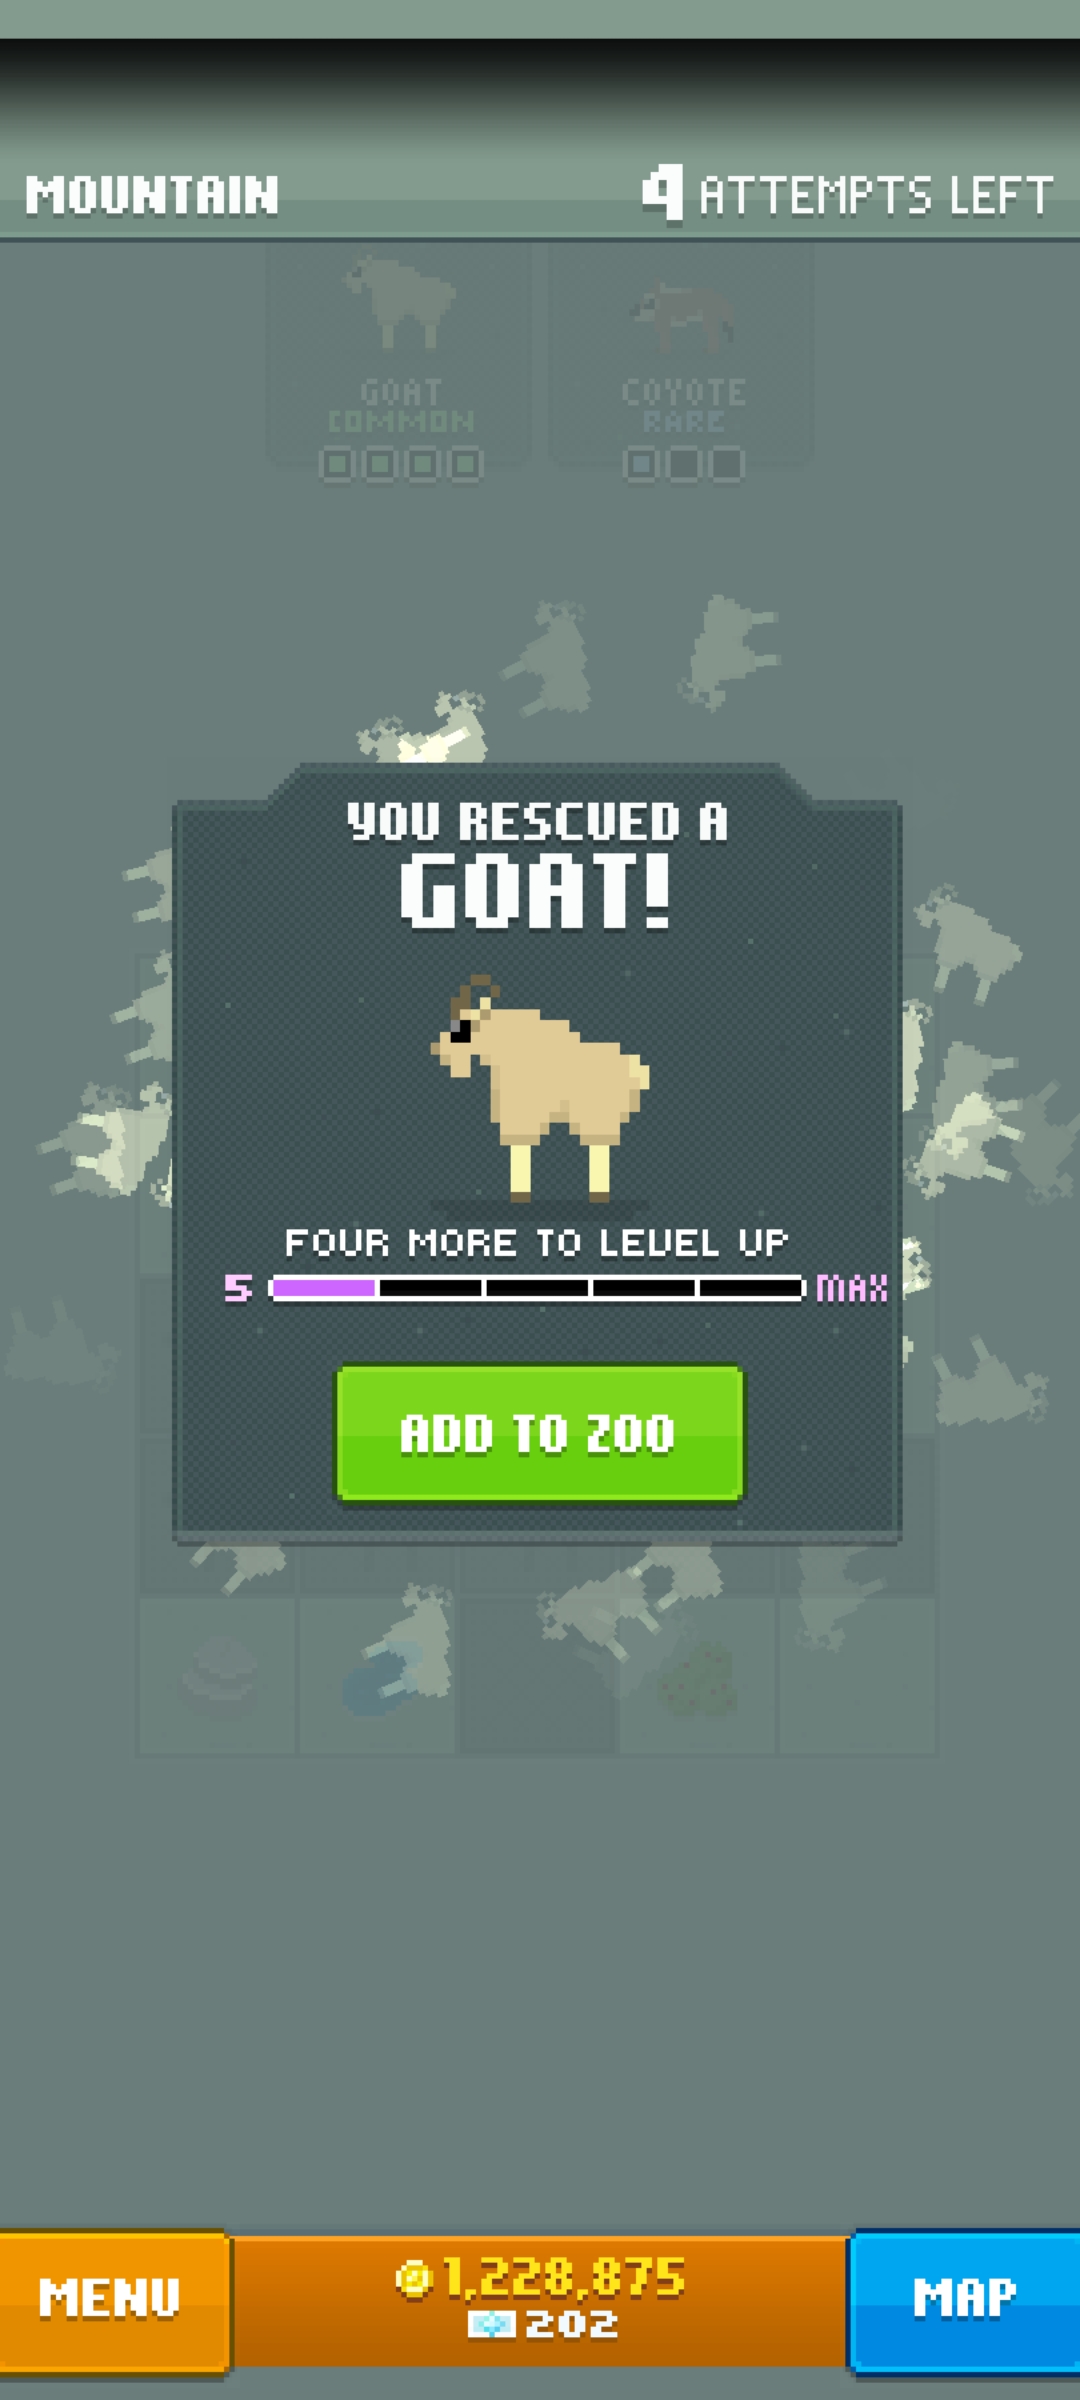 MOUNTAIN
9 ATTEMPTS LEFT
GOAT
COMMON
COYOTE
RARE
YOU RESCUED A
GOAT!
FOUR MORE TO LEVEL UP
5 MAX
ADD TO ZOO
MENU
1,228,875
202
MAP